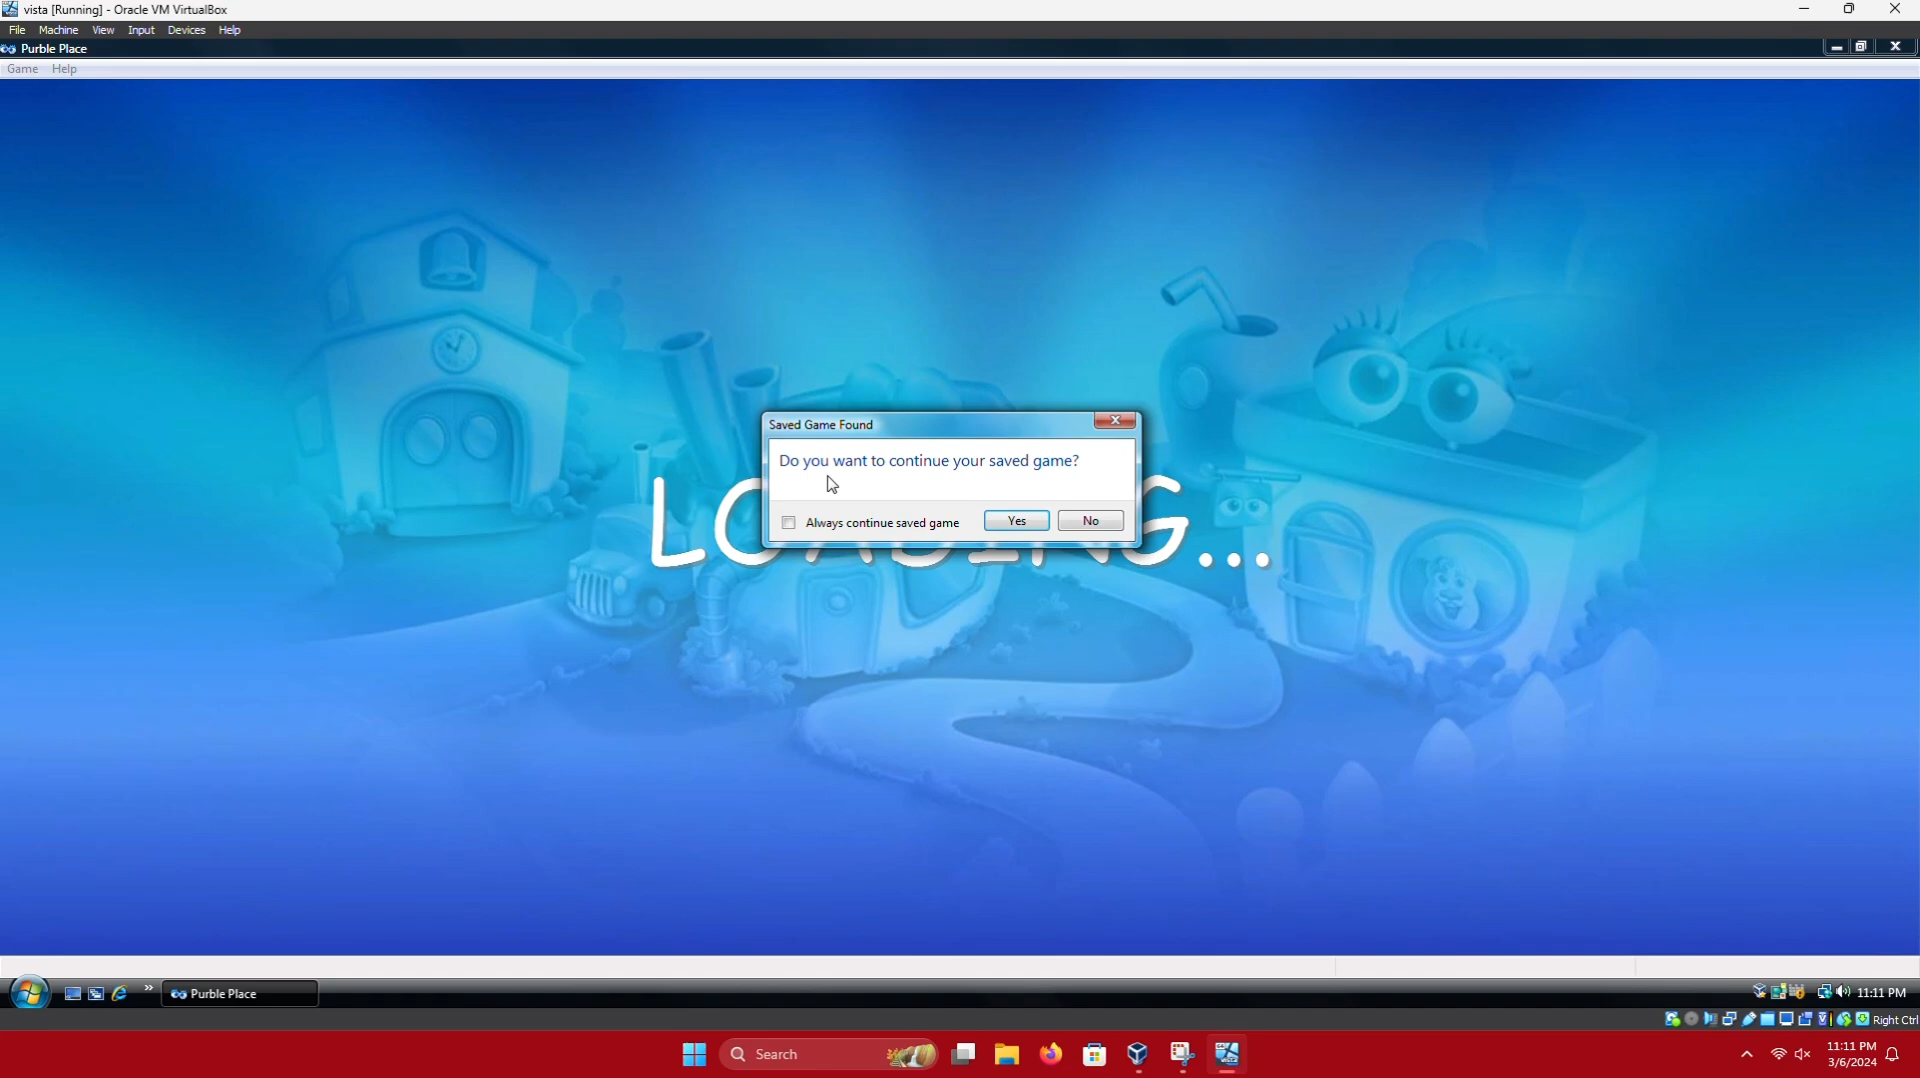 vista [Running] - Oracle VM VirtualBox
File Machine View Input Devices Help
Purble Place
Game Help
Saved Game Found
Do you want to continue your saved game?
Always continue saved game Yes No
LOADING...
Purble Place
11:11 PM
Right Ctrl
Search
11:11 PM
3/6/2024